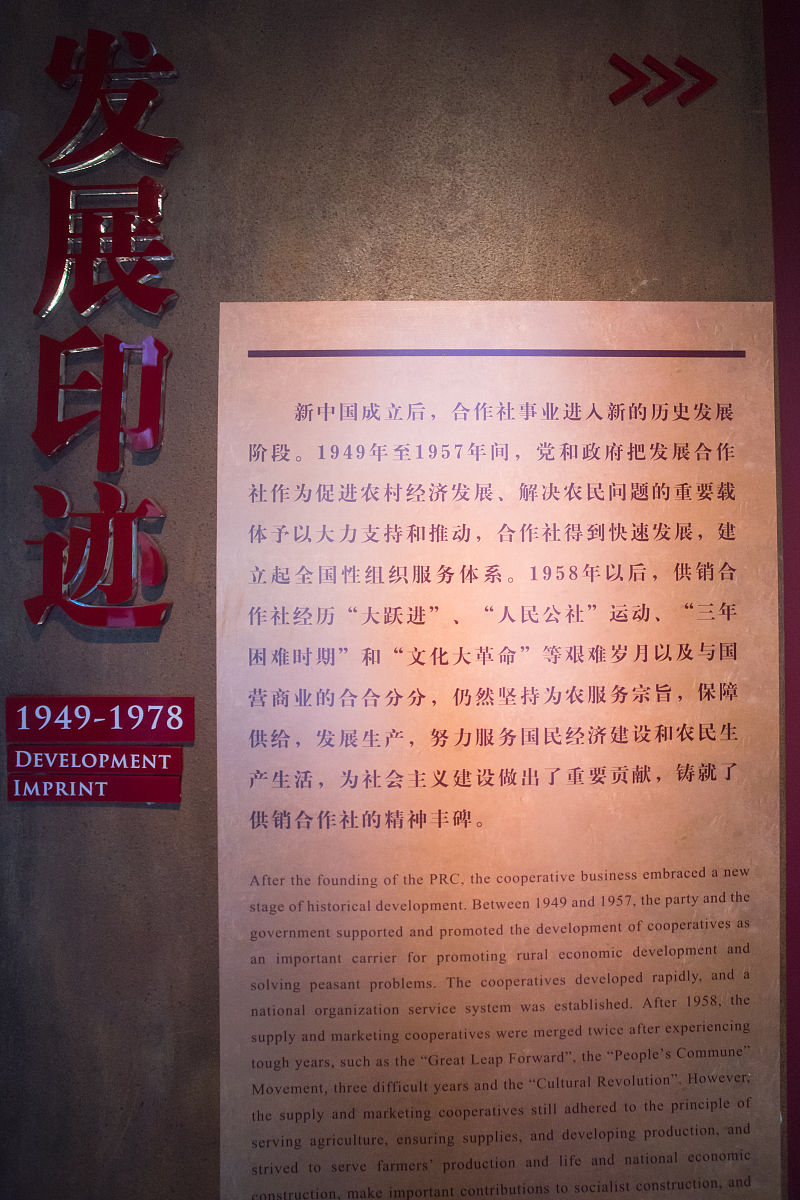 发展印迹
1949-1978
DEVELOPMENT
IMPRINT
新中国成立后，合作社事业进入新的历史发展
阶段。1949年至1957年间，党和政府把发展合作
社作为促进农村经济发展、解决农民问题的重要载
体予以大力支持和推动，合作社得到快速发展，建
立起全国性组织服务体系。1958年以后，供销合
作社经历“大跃进”、“人民公社”运动、“三年
困难时期”和“文化大革命”等艰难岁月以及与国
营商业的合合分分，仍然坚持为农服务宗旨，保障
供给，发展生产，努力服务国民经济建设和农民生
产生活，为社会主义建设做出了重要贡献，铸就了
供销合作社的精神丰碑。
After the founding of the PRC, the cooperative business embraced a new
stage of historical development. Between 1949 and 1957, the party and the
government supported and promoted the development of cooperatives as
an important carrier for promoting rural economic development and
solving peasant problems. The cooperatives developed rapidly, and a
national organization service system was established. After 1958, the
supply and marketing cooperatives were merged twice after experiencing
tough years, such as the “Great Leap Forward”, the “People’s Commune”
Movement, three difficult years and the “Cultural Revolution”. However,
the supply and marketing cooperatives still adhered to the principle of
serving agriculture, ensuring supplies, and developing production, and
strived to serve farmers’ production and life and national economic
construction, make important contributions to socialist construction, and